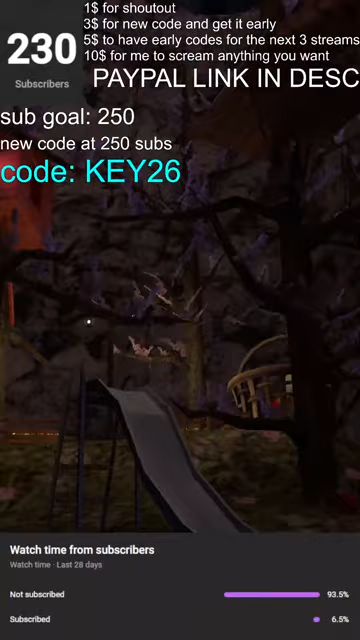 1$ for shoutout
3$ for new code and get it early
5$ to have early codes for the next 3 streams
10$ for me to scream anything you want
PAYPAL LINK IN DESC
230
Subscribers
sub goal: 250
new code at 250 subs
code: KEY26
Watch time from subscribers
Watch time · Last 28 days
Not subscribed 93.5%
Subscribed 6.5%